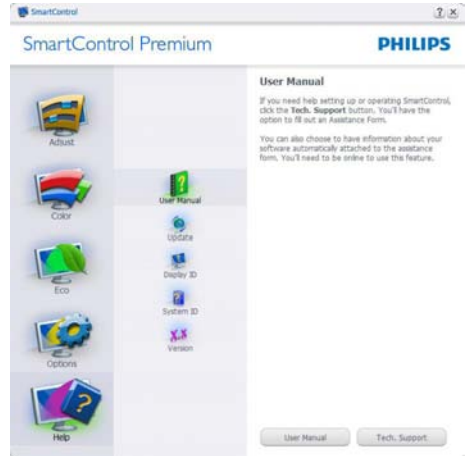 SmartControl
SmartControl Premium
PHILIPS
Adjust
Color
Eco
Options
Help
User Manual
Update
Display ID
System ID
X.X
Version
User Manual
If you need help setting up or operating SmartControl,
click the Tech. Support button. You'll have the
option to fill out an Assistance Form.
You can also choose to have information about your
software automatically attached to the assistance
form. You'll need to be online to use this feature.
User Manual
Tech. Support